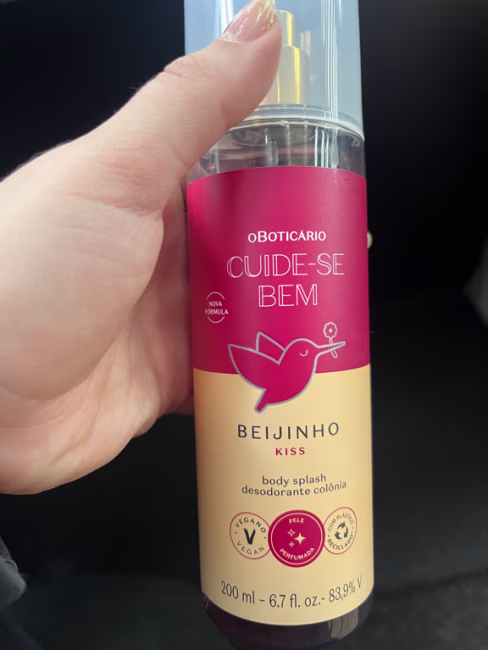 oBOTICÁRIO
CUIDE-SE
BEM
NOVA
FÓRMULA
BEIJINHO
KISS
body splash
desodorante colônia
VEGANO
V
VEGAN
PELE
PERFUMADA
COM PLÁSTICO
RECICLADO
200 ml – 6.7 fl. oz.- 83,9% V